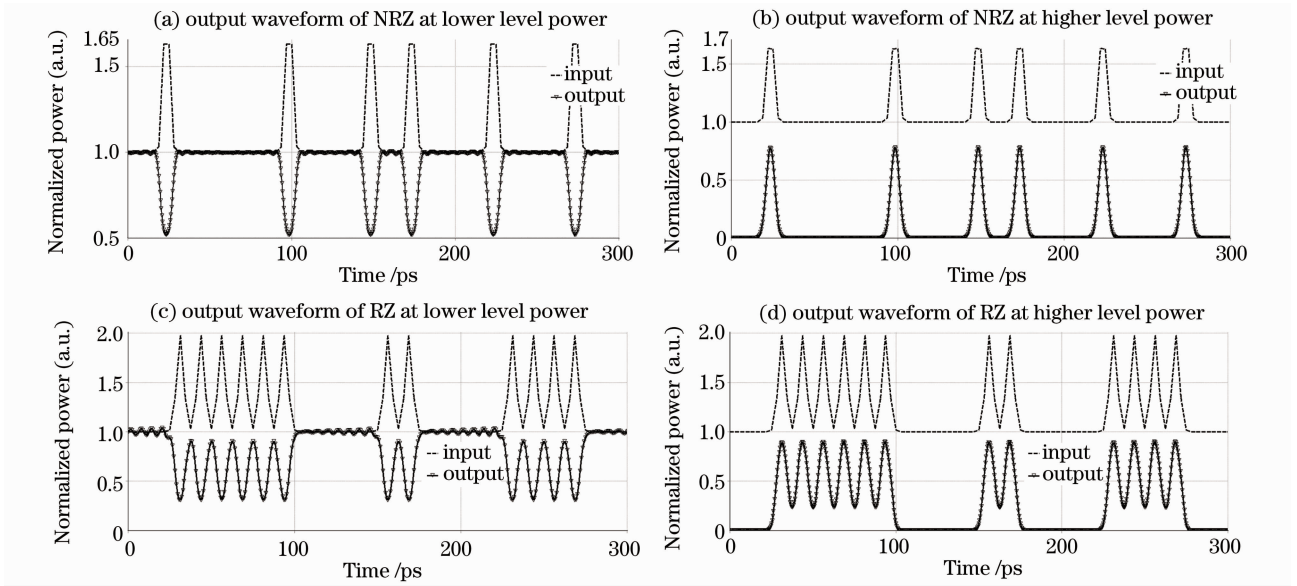 (a) output waveform of NRZ at lower level power
Normalized power (a.u.)
1.65
1.5
1.0
0.5
input
output
0
100
200
300
Time /ps
(b) output waveform of NRZ at higher level power
Normalized power (a.u.)
1.7
1.5
1.0
0.5
0
input
output
0
100
200
300
Time /ps
(c) output waveform of RZ at lower level power
Normalized power (a.u.)
2.0
1.5
1.0
0.5
0
input
output
0
100
200
300
Time /ps
(d) output waveform of RZ at higher level power
Normalized power (a.u.)
2.0
1.5
1.0
0.5
0
input
output
0
100
200
300
Time /ps